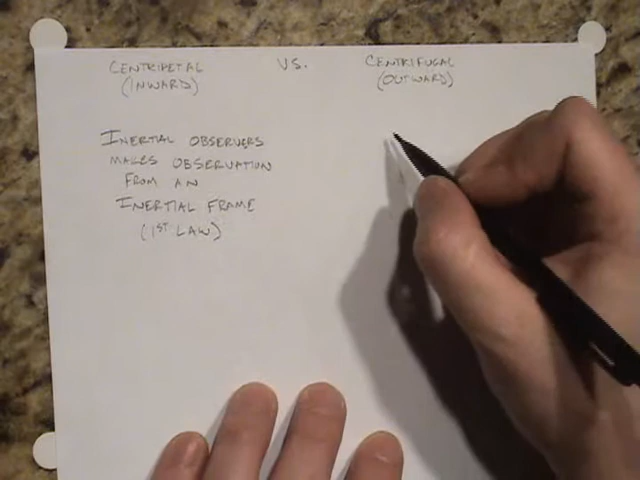 CENTRIPETAL VS. CENTRIFUGAL
(INWARD) (OUTWARD)
INERTIAL OBSERVERS
MAKES OBSERVATION
FROM AN
INERTIAL FRAME
(1ST LAW)